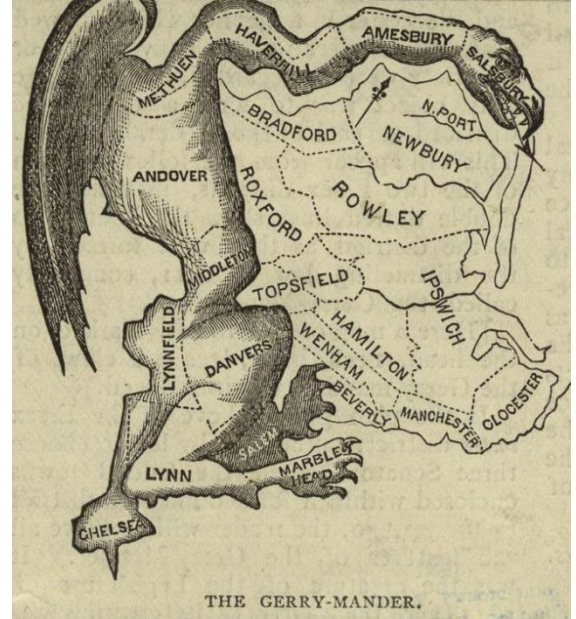 METHUEN
HAVERHILL
AMESBURY
SALSBURY
BRADFORD
N.PORT
NEWBURY
ANDOVER
ROXFORD
ROWLEY
MIDDLETON
TOPSFIELD
IPSWICH
LYNNFIELD
DANVERS
WENHAM
HAMILTON
BEVERLY
MANCHESTER
CLOCESTER
SALEM
LYNN
MARBLE
HEAD
CHELSEA
THE GERRY-MANDER.